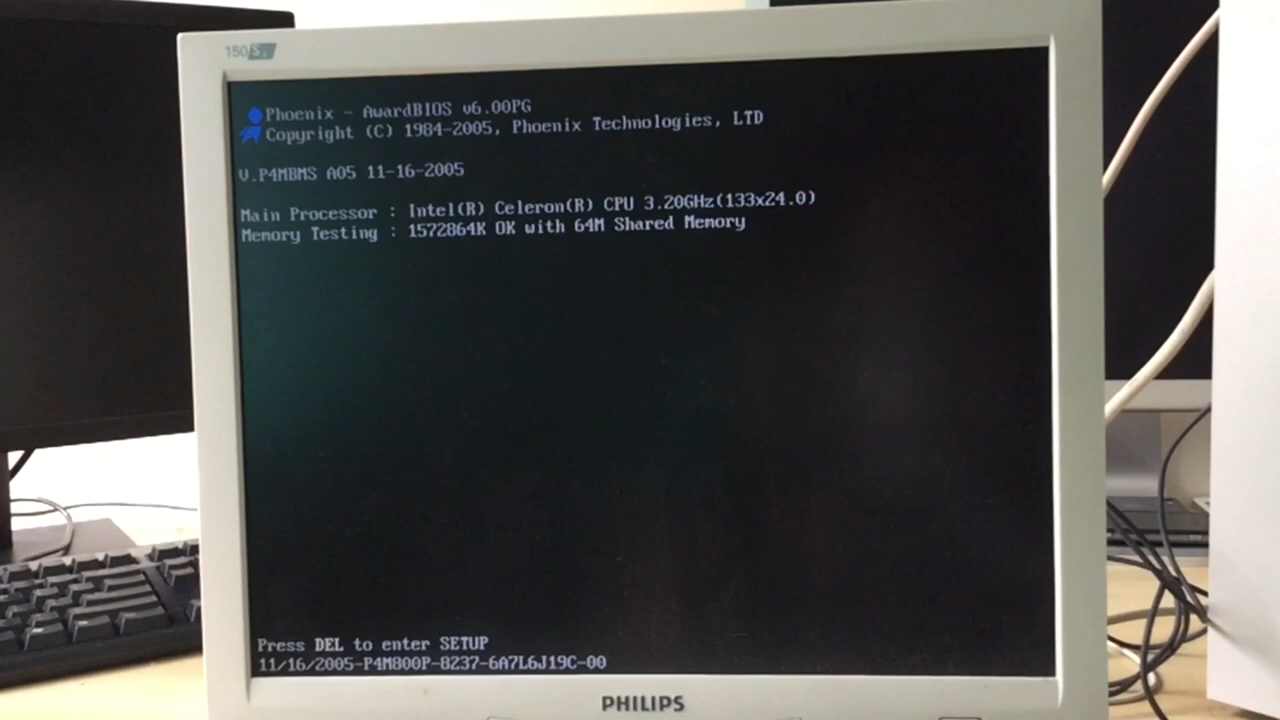 150S
Phoenix - AwardBIOS v6.00PG
Copyright (C) 1984-2005, Phoenix Technologies, LTD
V.P4MBMS A05 11-16-2005
Main Processor : Intel(R) Celeron(R) CPU 3.20GHz(133x24.0)
Memory Testing : 1572864K OK with 64M Shared Memory
Press DEL to enter SETUP
11/16/2005-P4M800P-8237-6A7L6J19C-00
PHILIPS